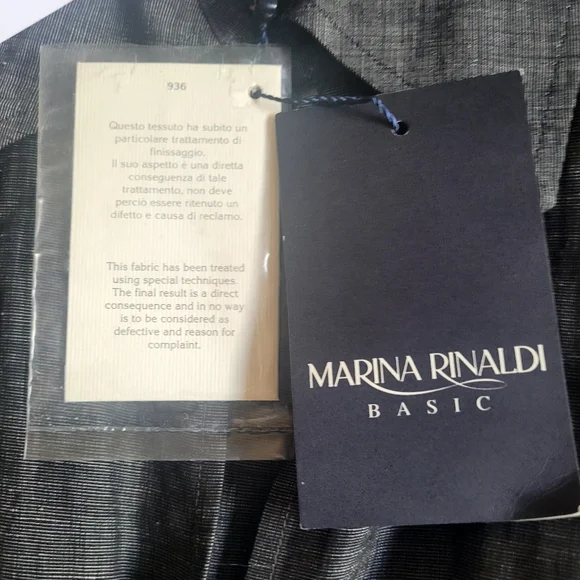 936
Questo tessuto ha subito un
particolare trattamento di
finissaggio.
Il suo aspetto è una diretta
conseguenza di tale
trattamento, non deve
perciò essere ritenuto un
difetto e causa di reclamo.
This fabric has been treated
using special techniques.
The final result is a direct
consequence and in no way
is to be considered as
defective and reason for
complaint.
MARINA RINALDI
BASIC